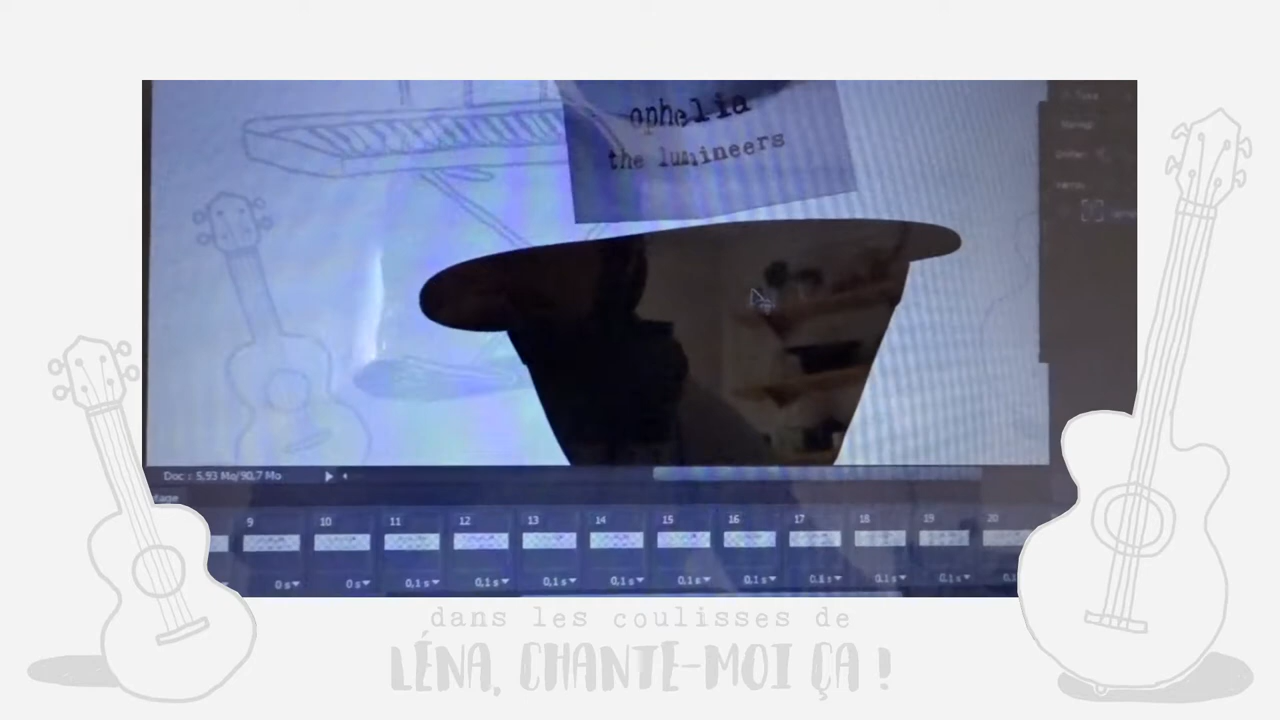 ophelia
the lumineers
Doc : 5,93 Mo/90,7 Mo
9 10 11 12 13 14 15 16 17 18 19 20
0 s 0 s 0,1 s 0,1 s 0,1 s 0,1 s 0,1 s 0,1 s 0,1 s 0,1 s
dans les coulisses de
LÉNA, CHANTE-MOI ÇA !